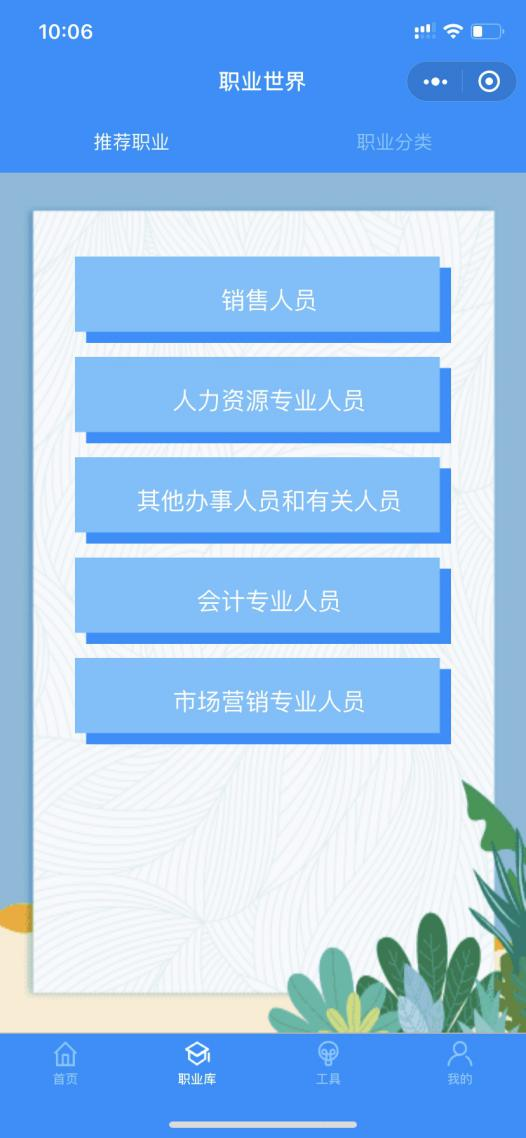 10:06
职业世界
推荐职业
职业分类
销售人员
人力资源专业人员
其他办事人员和有关人员
会计专业人员
市场营销专业人员
首页
职业库
工具
我的